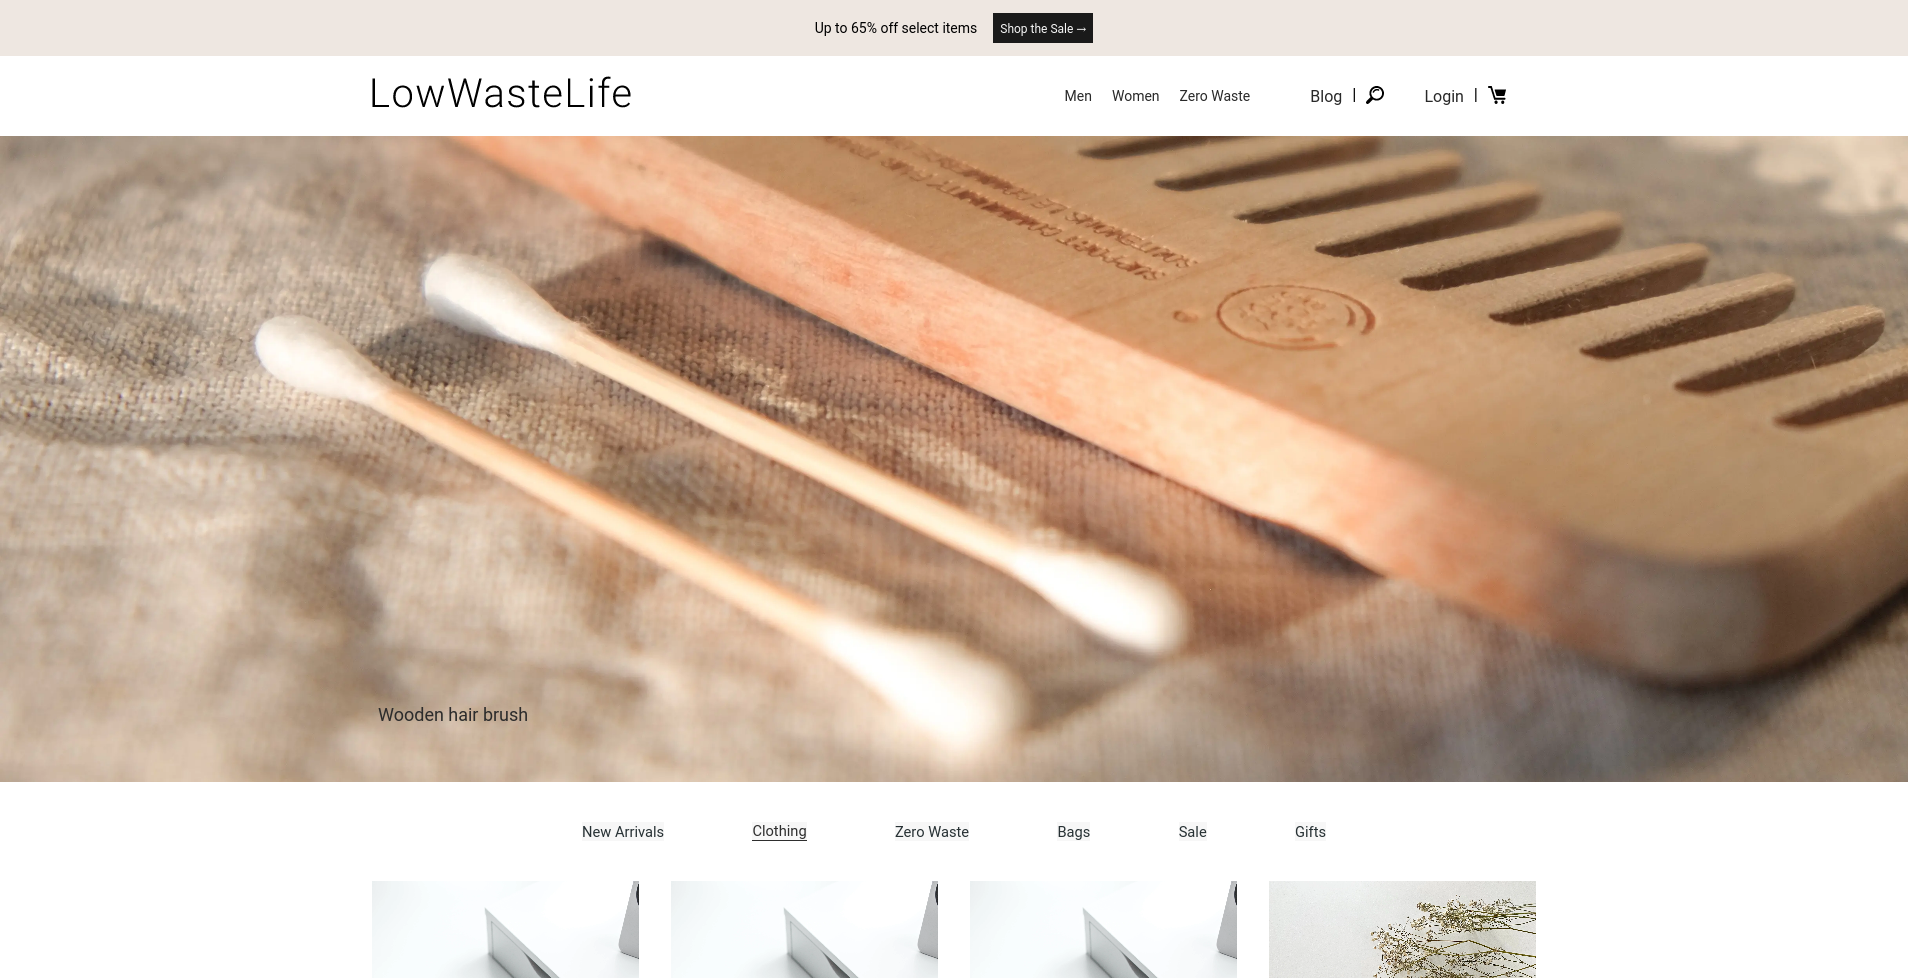 Up to 65% off select items Shop the Sale →
LowWasteLife
Men Women Zero Waste Blog | Login |
Wooden hair brush
New Arrivals Clothing Zero Waste Bags Sale Gifts